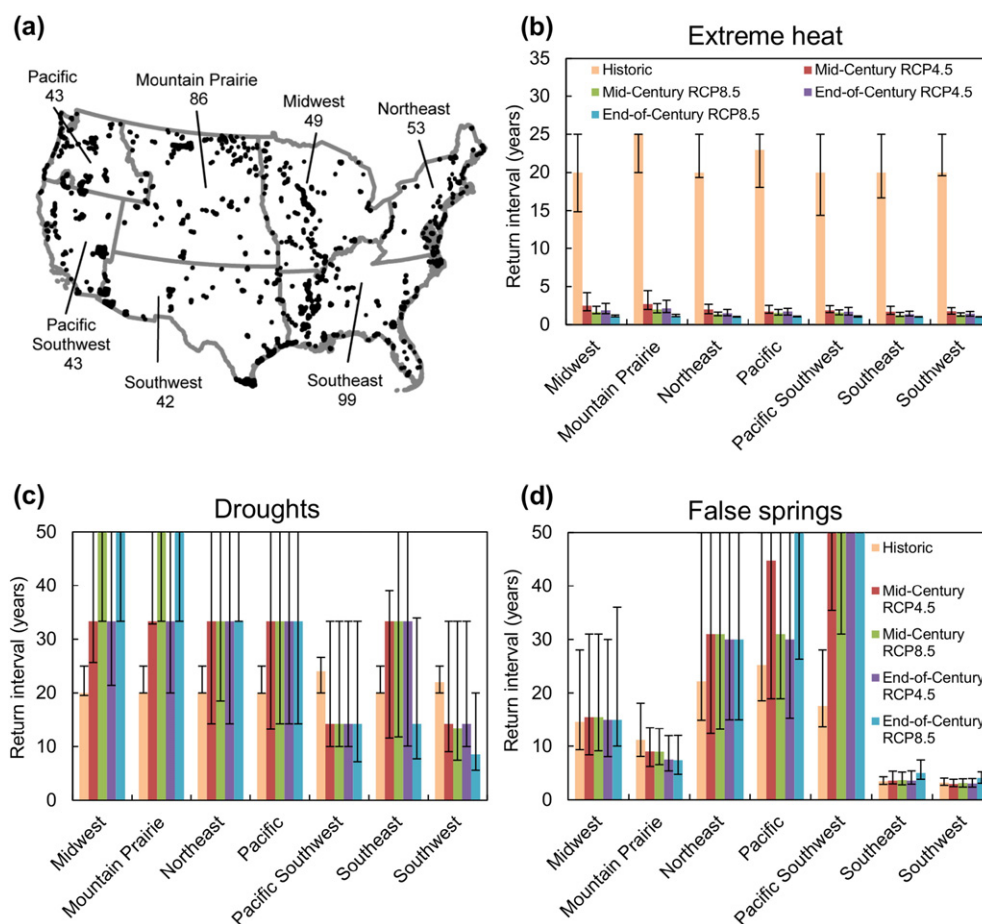 (a)
Pacific
43
Mountain Prairie
86
Midwest
49
Northeast
53
Pacific
Southwest
43
Southwest
42
Southeast
99
(b)
Extreme heat
Return interval (years)
35
30
25
20
15
10
5
0
Historic
Mid-Century RCP4.5
Mid-Century RCP8.5
End-of-Century RCP4.5
End-of-Century RCP8.5
Midwest
Mountain Prairie
Northeast
Pacific
Pacific Southwest
Southeast
Southwest
(c)
Droughts
Return interval (years)
50
40
30
20
10
0
Midwest
Mountain Prairie
Northeast
Pacific
Pacific Southwest
Southeast
Southwest
(d)
False springs
Return interval (years)
50
40
30
20
10
0
Historic
Mid-Century
RCP4.5
Mid-Century
RCP8.5
End-of-Century
RCP4.5
End-of-Century
RCP8.5
Midwest
Mountain Prairie
Northeast
Pacific
Pacific Southwest
Southeast
Southwest